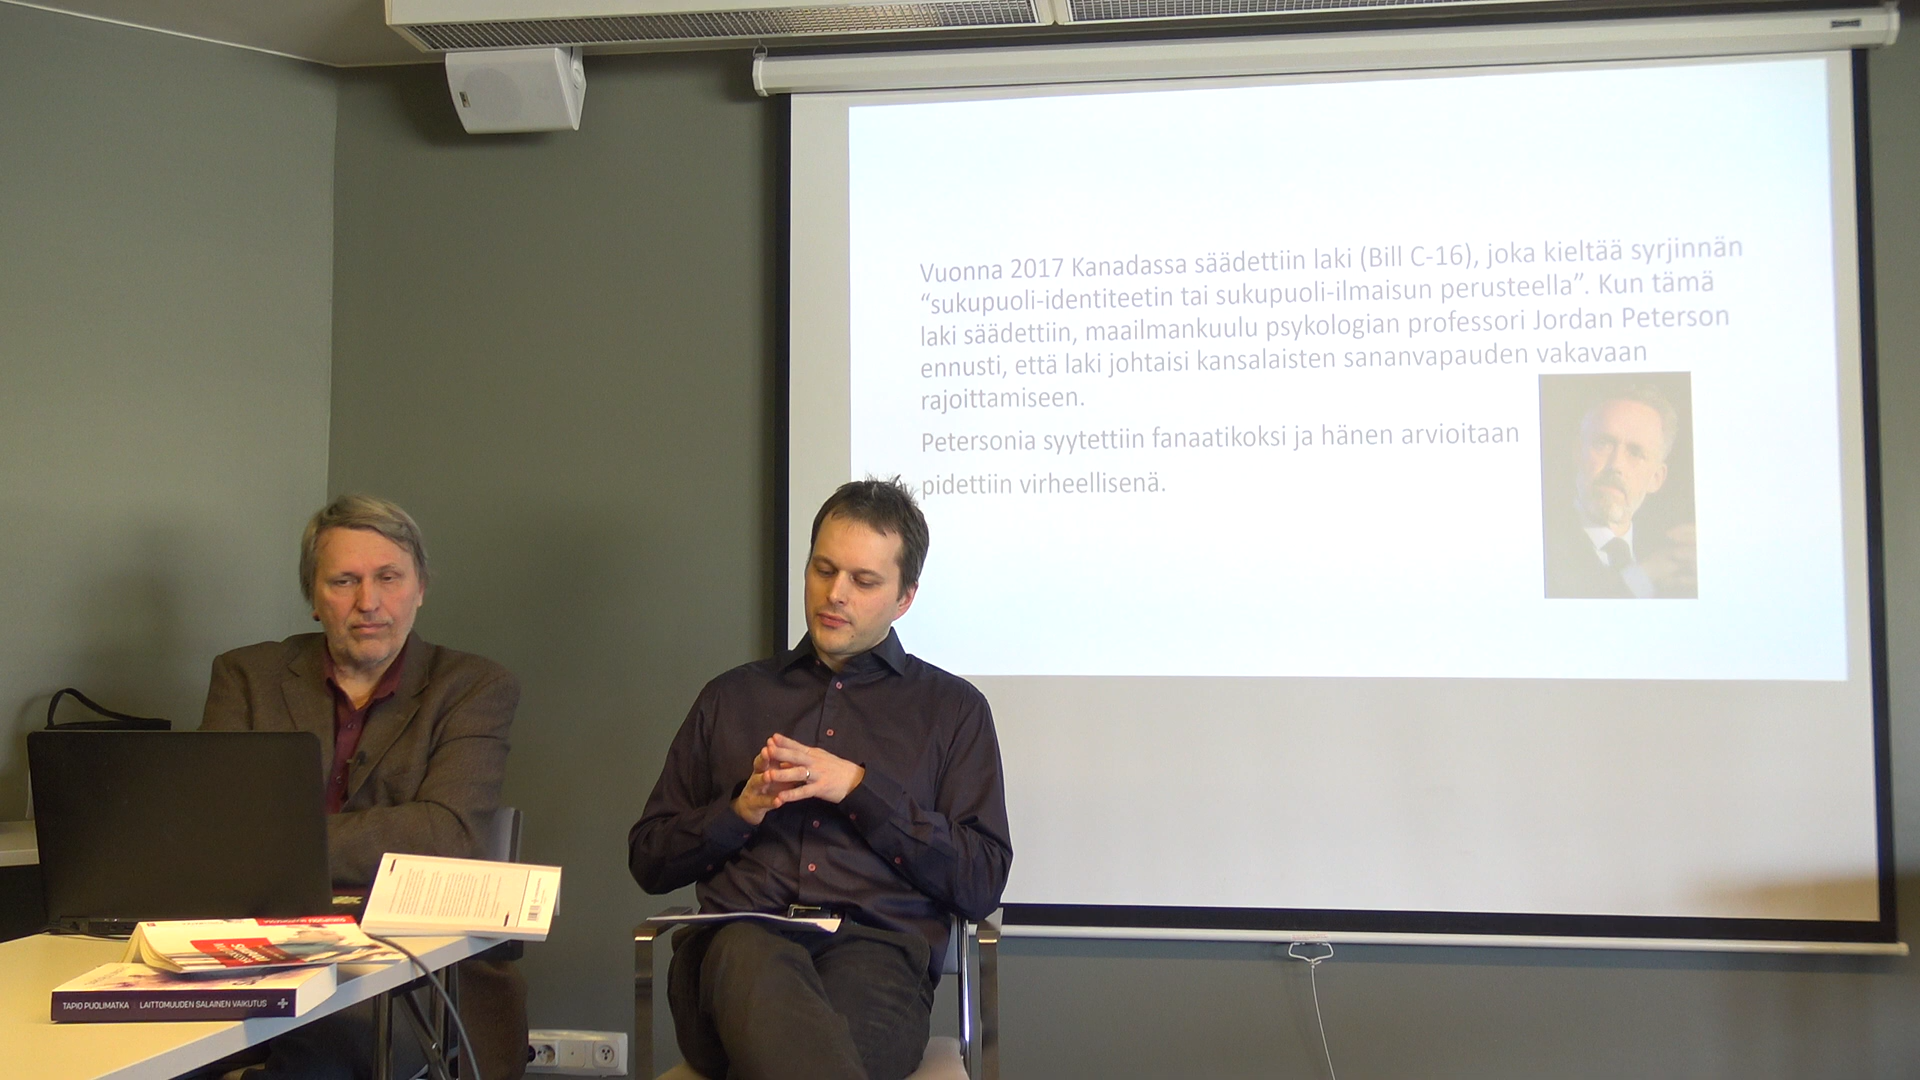 Vuonna 2017 Kanadassa säädettiin laki (Bill C-16), joka kieltää syrjinnän
“sukupuoli-identiteetin tai sukupuoli-ilmaisun perusteella”. Kun tämä
laki säädettiin, maailmankuulu psykologian professori Jordan Peterson
ennusti, että laki johtaisi kansalaisten sananvapauden vakavaan
rajoittamiseen.
Petersonia syytettiin fanaatikoksi ja hänen arvioitaan
pidettiin virheellisenä.
TAPIO PUOLIMATKA LAITTOMUUDEN SALAINEN VAIKUTUS